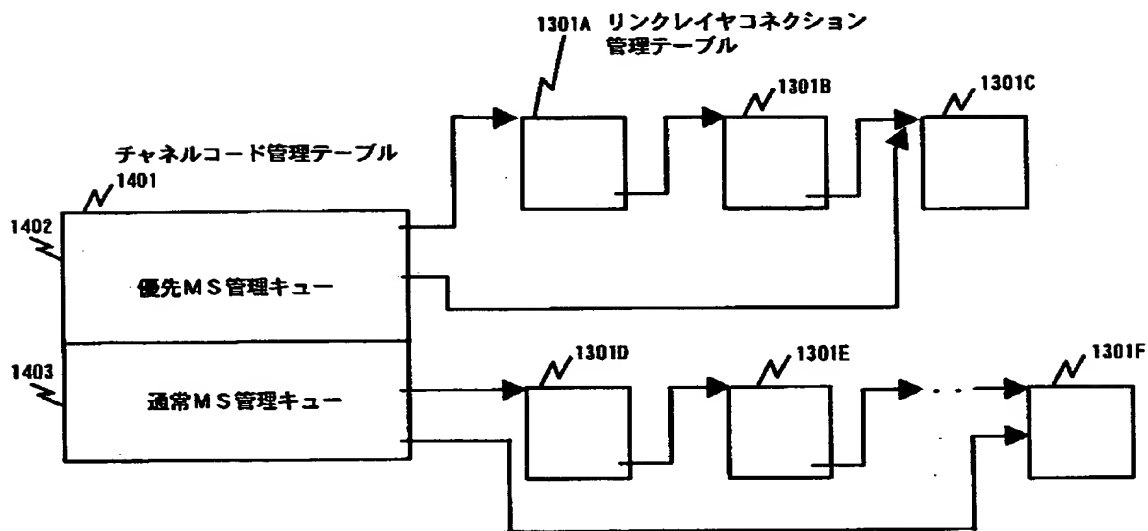 1301A リンクレイヤコネクション
管理テーブル
1301B
1301C
チャネルコード管理テーブル
1401
1402
優先MS管理キュー
1403
通常MS管理キュー
1301D
1301E
1301F